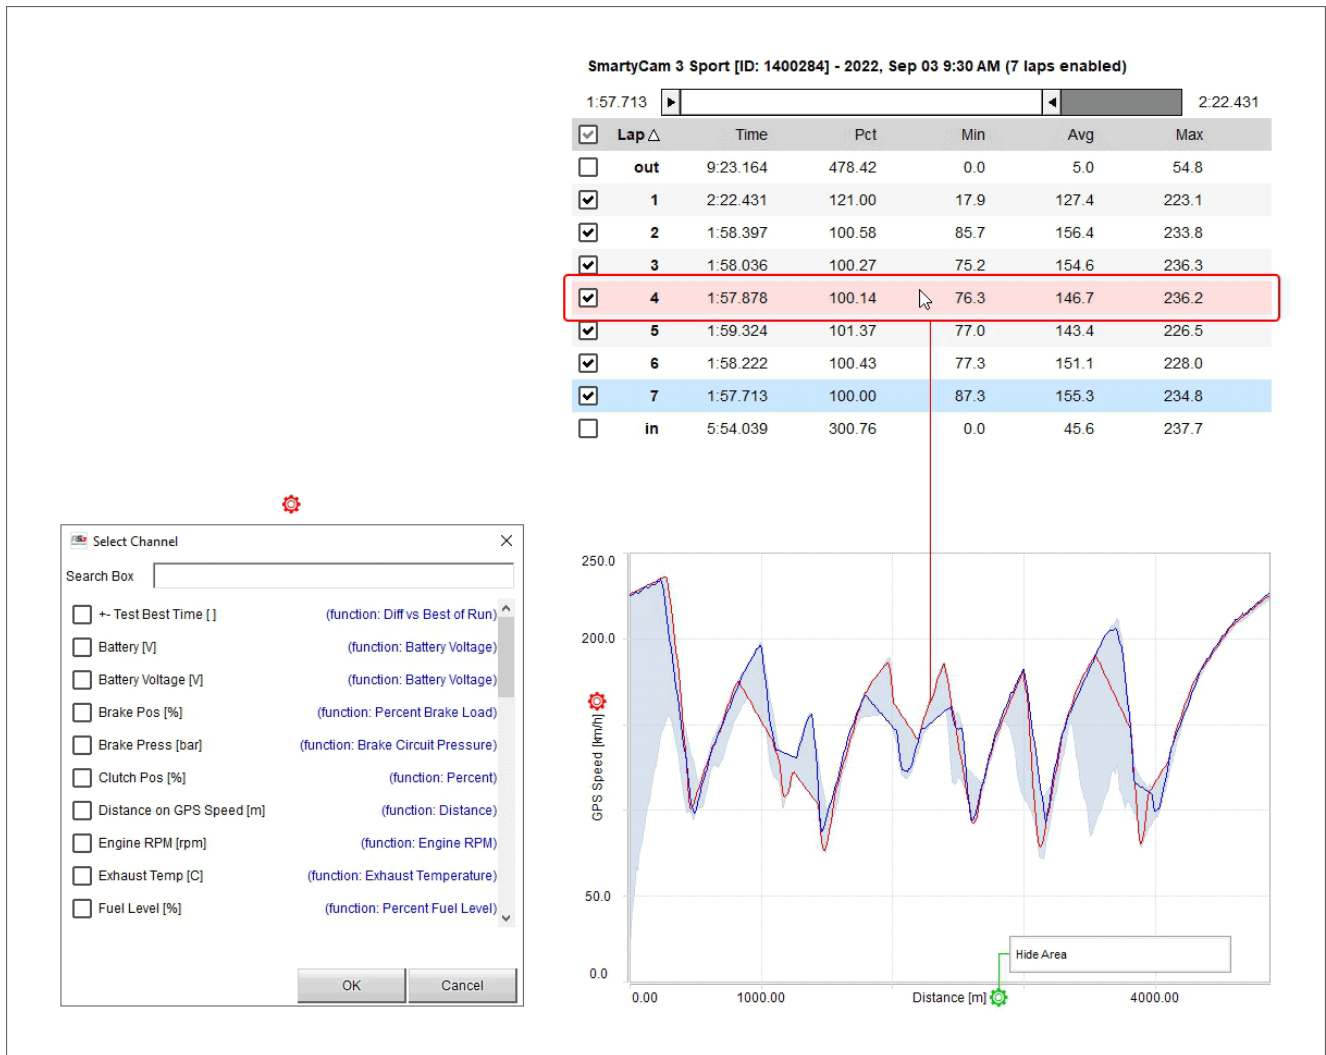 SmartyCam 3 Sport [ID: 1400284] - 2022, Sep 03 9:30 AM (7 laps enabled)
1:57.713 2:22.431
Lap Time Pct Min Avg Max
out 9:23.164 478.42 0.0 5.0 54.8
1 2:22.431 121.00 17.9 127.4 223.1
2 1:58.397 100.58 85.7 156.4 233.8
3 1:58.036 100.27 75.2 154.6 236.3
4 1:57.878 100.14 76.3 146.7 236.2
5 1:59.324 101.37 77.0 143.4 226.5
6 1:58.222 100.43 77.3 151.1 228.0
7 1:57.713 100.00 87.3 155.3 234.8
in 5:54.039 300.76 0.0 45.6 237.7
Select Channel
Search Box
+- Test Best Time [ ] (function: Diff vs Best of Run)
Battery [V] (function: Battery Voltage)
Battery Voltage [V] (function: Battery Voltage)
Brake Pos [%] (function: Percent Brake Load)
Brake Press [bar] (function: Brake Circuit Pressure)
Clutch Pos [%] (function: Percent)
Distance on GPS Speed [m] (function: Distance)
Engine RPM [rpm] (function: Engine RPM)
Exhaust Temp [C] (function: Exhaust Temperature)
Fuel Level [%] (function: Percent Fuel Level)
OK Cancel
250.0
200.0
GPS Speed [km/h]
50.0
0.0
Hide Area
0.00 1000.00 Distance [m] 4000.00